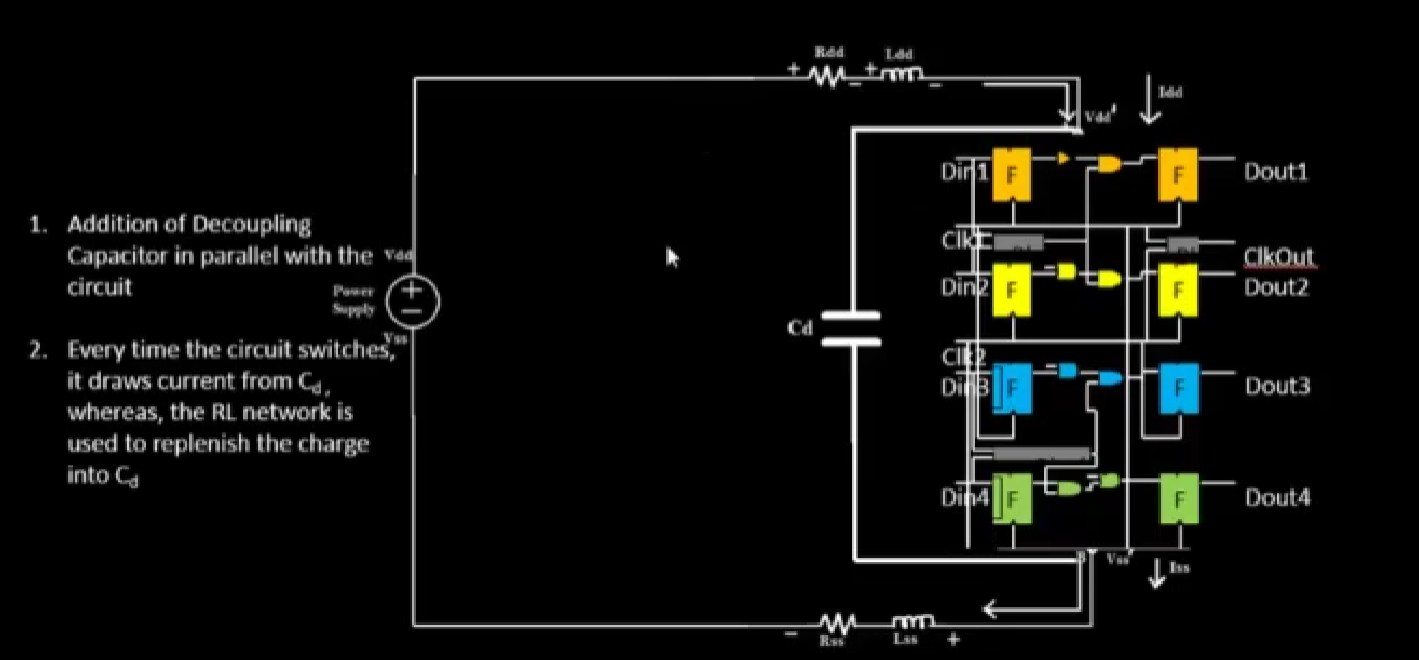 1. Addition of Decoupling
Capacitor in parallel with the
circuit
2. Every time the circuit switches,
it draws current from Cd,
whereas, the RL network is
used to replenish the charge
into Cd
Vdd
Power
Supply
+
−
Vss
Rdd Ldd
+ − + −
Idd
Vdd'
Cd
Din1 F F Dout1
Clk1 ClkOut
Din2 F F Dout2
Clk2
Din3 F F Dout3
Din4 F F Dout4
B Vss'
Iss
− +
Rss Lss